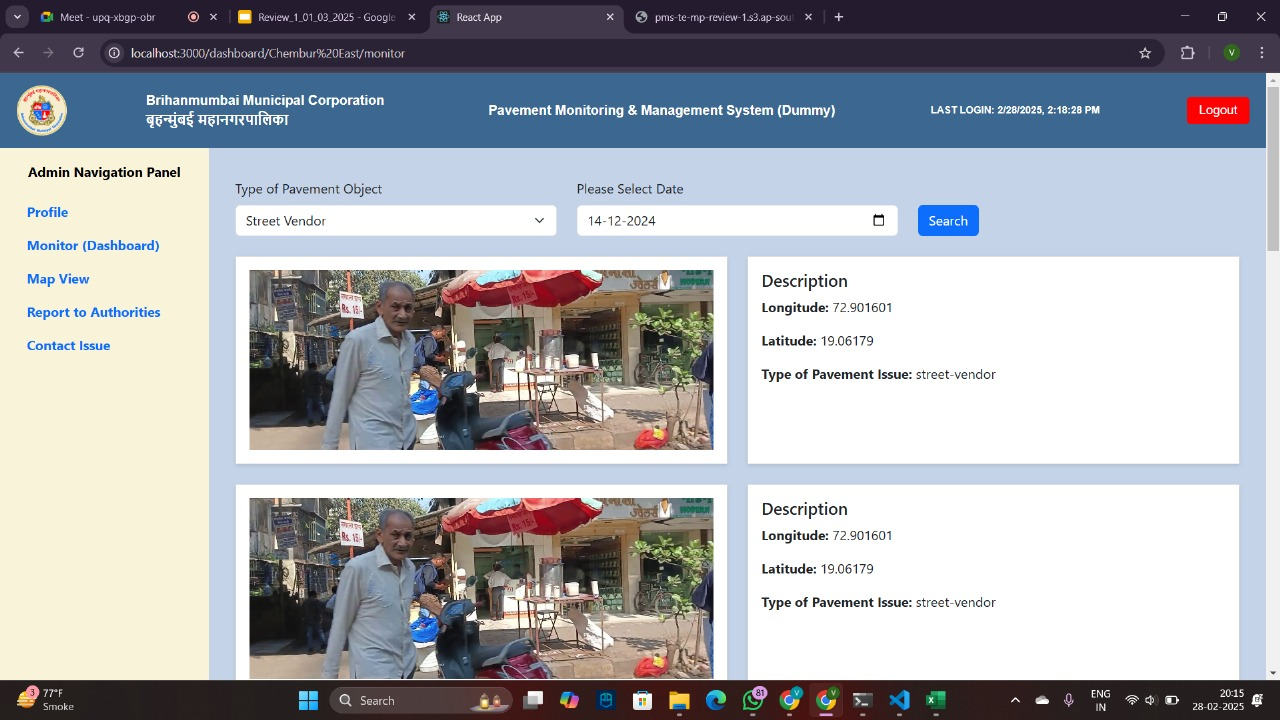 Meet - upq-xbgp-obr
Review_1_01_03_2025 - Google
React App
pms-te-mp-review-1.s3.ap-sout
localhost:3000/dashboard/Chembur%20East/monitor
V
Brihanmumbai Municipal Corporation
बृहन्मुंबई महानगरपालिका
Pavement Monitoring & Management System (Dummy)
LAST LOGIN: 2/28/2025, 2:18:28 PM
Logout
Admin Navigation Panel
Profile
Monitor (Dashboard)
Map View
Report to Authorities
Contact Issue
Type of Pavement Object
Please Select Date
Street Vendor
14-12-2024
Search
Rs. 15/-
Description
Longitude: 72.901601
Latitude: 19.06179
Type of Pavement Issue: street-vendor
Rs. 15/-
Description
Longitude: 72.901601
Latitude: 19.06179
Type of Pavement Issue: street-vendor
3
77°F
Smoke
Search
81
V
V
ENG
IN
20:15
28-02-2025